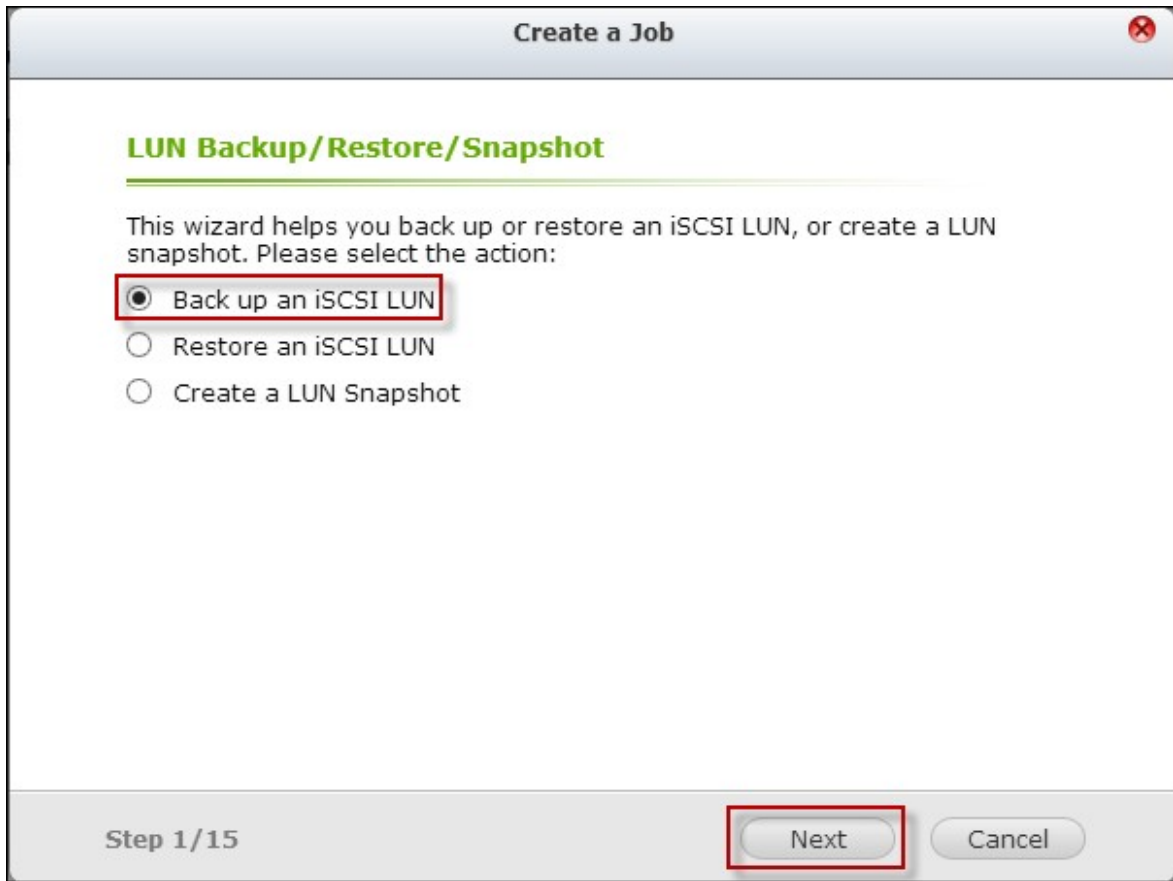 Create a Job
LUN Backup/Restore/Snapshot
This wizard helps you back up or restore an iSCSI LUN, or create a LUN
snapshot. Please select the action:
Back up an iSCSI LUN
Restore an iSCSI LUN
Create a LUN Snapshot
Step 1/15
Next
Cancel